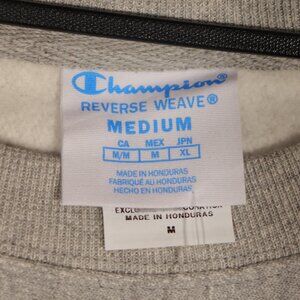 Champion
REVERSE WEAVE®
MEDIUM
CA MEX JPN
M/M M XL
MADE IN HONDURAS
FABRIQUÉ AU HONDURAS
HECHO EN HONDURAS
MADE IN HONDURAS
M